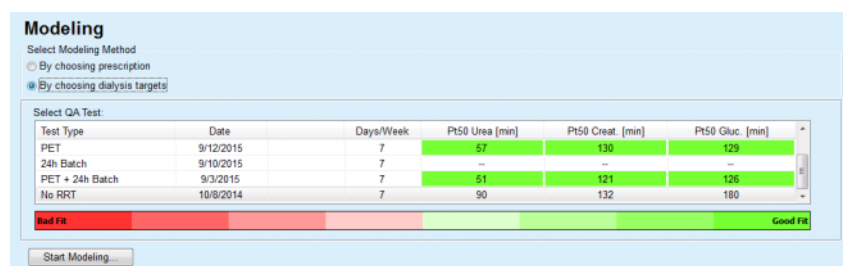 Modeling
Select Modeling Method
By choosing prescription
By choosing dialysis targets
Select QA Test:
Test Type Date Days/Week Pt50 Urea [min] Pt50 Creat. [min] Pt50 Gluc. [min]
PET 9/12/2015 7 57 130 129
24h Batch 9/10/2015 7 -- -- --
PET + 24h Batch 9/3/2015 7 51 121 126
No RRT 10/8/2014 7 90 132 180
Bad Fit Good Fit
Start Modeling...